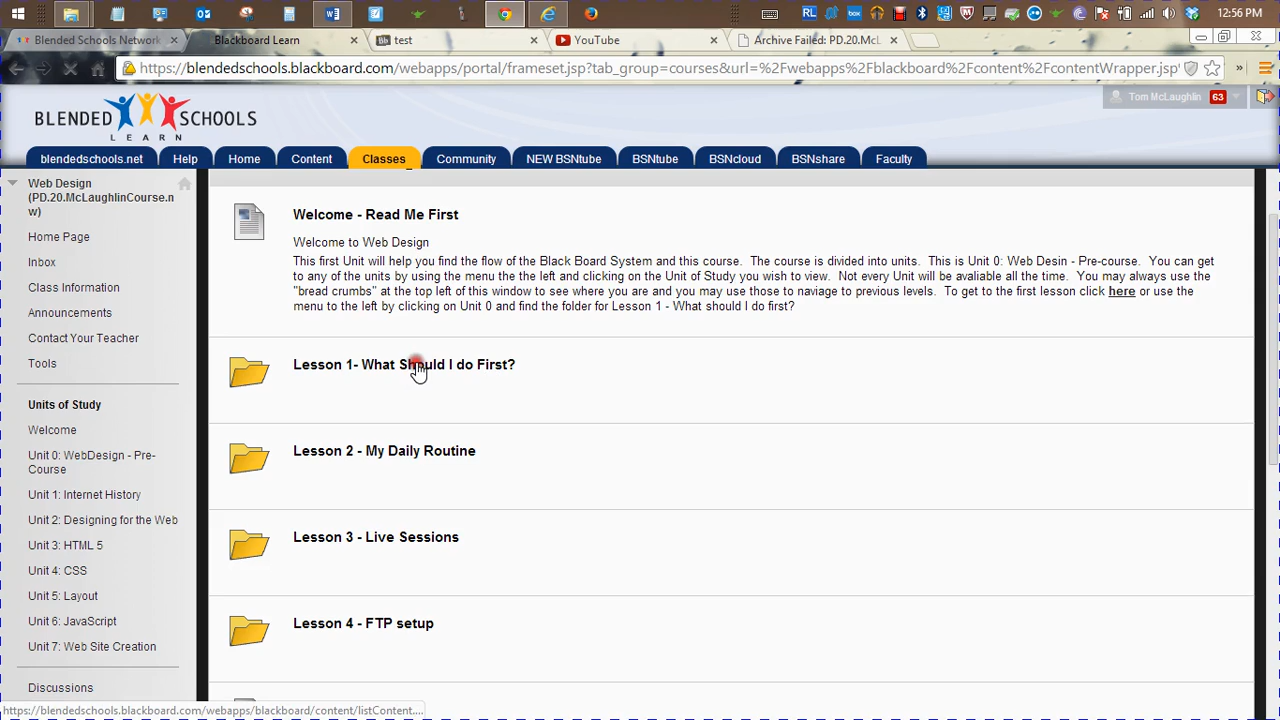 12:56 PM
Blended Schools Network
Blackboard Learn
test
YouTube
Archive Failed: PD.20.McL
https://blendedschools.blackboard.com/webapps/portal/frameset.jsp?tab_group=courses&url=%2Fwebapps%2Fblackboard%2Fcontent%2FcontentWrapper.jsp
Tom McLaughlin 63
BLENDED SCHOOLS
LEARN
blendedschools.net Help Home Content Classes Community NEW BSNtube BSNtube BSNcloud BSNshare Faculty
Web Design
(PD.20.McLaughlinCourse.n
w)
Home Page
Inbox
Class Information
Announcements
Contact Your Teacher
Tools
Units of Study
Welcome
Unit 0: WebDesign - Pre-
Course
Unit 1: Internet History
Unit 2: Designing for the Web
Unit 3: HTML 5
Unit 4: CSS
Unit 5: Layout
Unit 6: JavaScript
Unit 7: Web Site Creation
Discussions
Welcome - Read Me First
Welcome to Web Design
This first Unit will help you find the flow of the Black Board System and this course. The course is divided into units. This is Unit 0: Web Desin - Pre-course. You can get
to any of the units by using the menu the the left and clicking on the Unit of Study you wish to view. Not every Unit will be avaliable all the time. You may always use the
"bread crumbs" at the top left of this window to see where you are and you may use those to naviage to previous levels. To get to the first lesson click here or use the
menu to the left by clicking on Unit 0 and find the folder for Lesson 1 - What should I do first?
Lesson 1- What Should I do First?
Lesson 2 - My Daily Routine
Lesson 3 - Live Sessions
Lesson 4 - FTP setup
https://blendedschools.blackboard.com/webapps/blackboard/content/listContent....